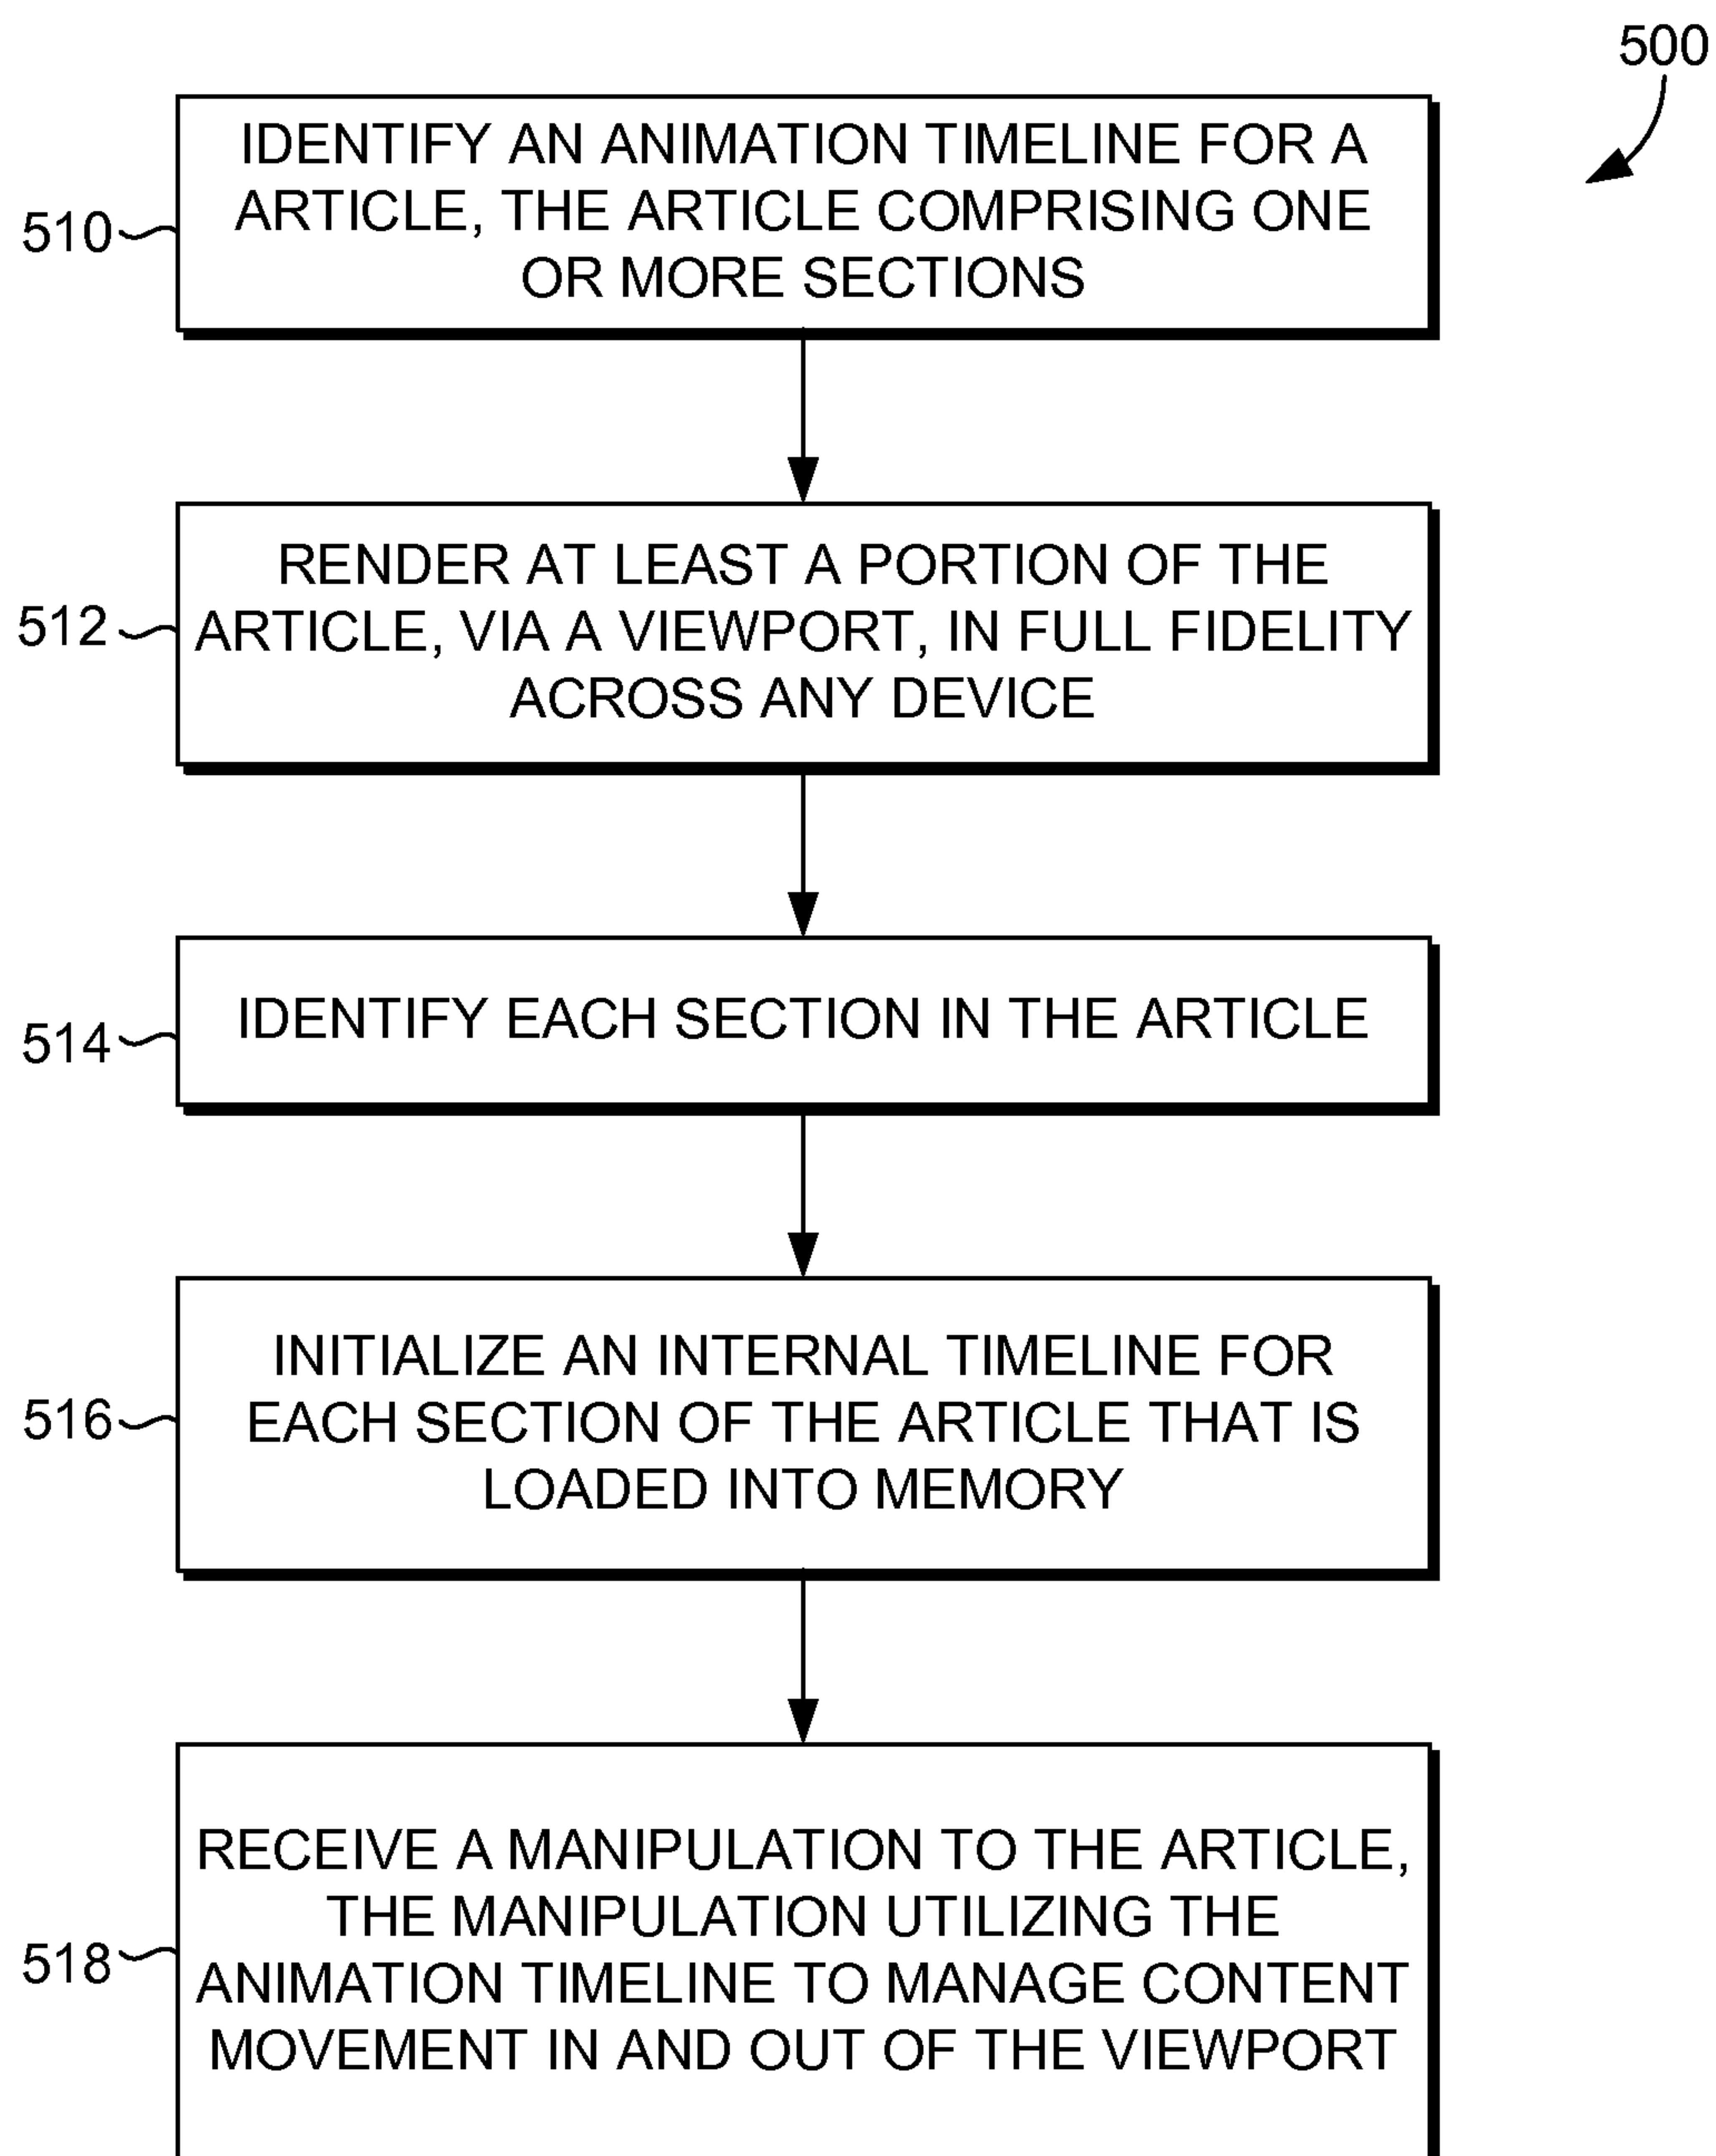 500
IDENTIFY AN ANIMATION TIMELINE FOR A
ARTICLE, THE ARTICLE COMPRISING ONE
OR MORE SECTIONS
510
RENDER AT LEAST A PORTION OF THE
ARTICLE, VIA A VIEWPORT, IN FULL FIDELITY
ACROSS ANY DEVICE
512
IDENTIFY EACH SECTION IN THE ARTICLE
514
INITIALIZE AN INTERNAL TIMELINE FOR
EACH SECTION OF THE ARTICLE THAT IS
LOADED INTO MEMORY
516
RECEIVE A MANIPULATION TO THE ARTICLE,
THE MANIPULATION UTILIZING THE
ANIMATION TIMELINE TO MANAGE CONTENT
MOVEMENT IN AND OUT OF THE VIEWPORT
518